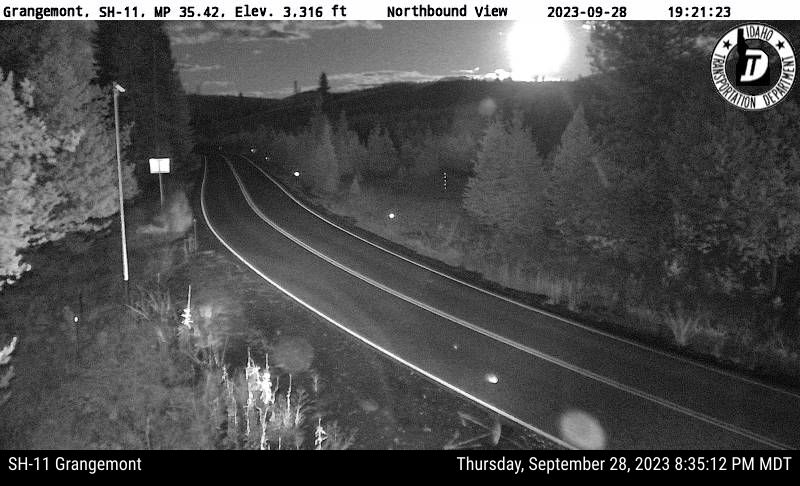 Grangemont, SH-11, MP 35.42, Elev. 3,316 ft Northbound View 2023-09-28 19:21:23
IDAHO
TRANSPORTATION DEPARTMENT
SH-11 Grangemont Thursday, September 28, 2023 8:35:12 PM MDT